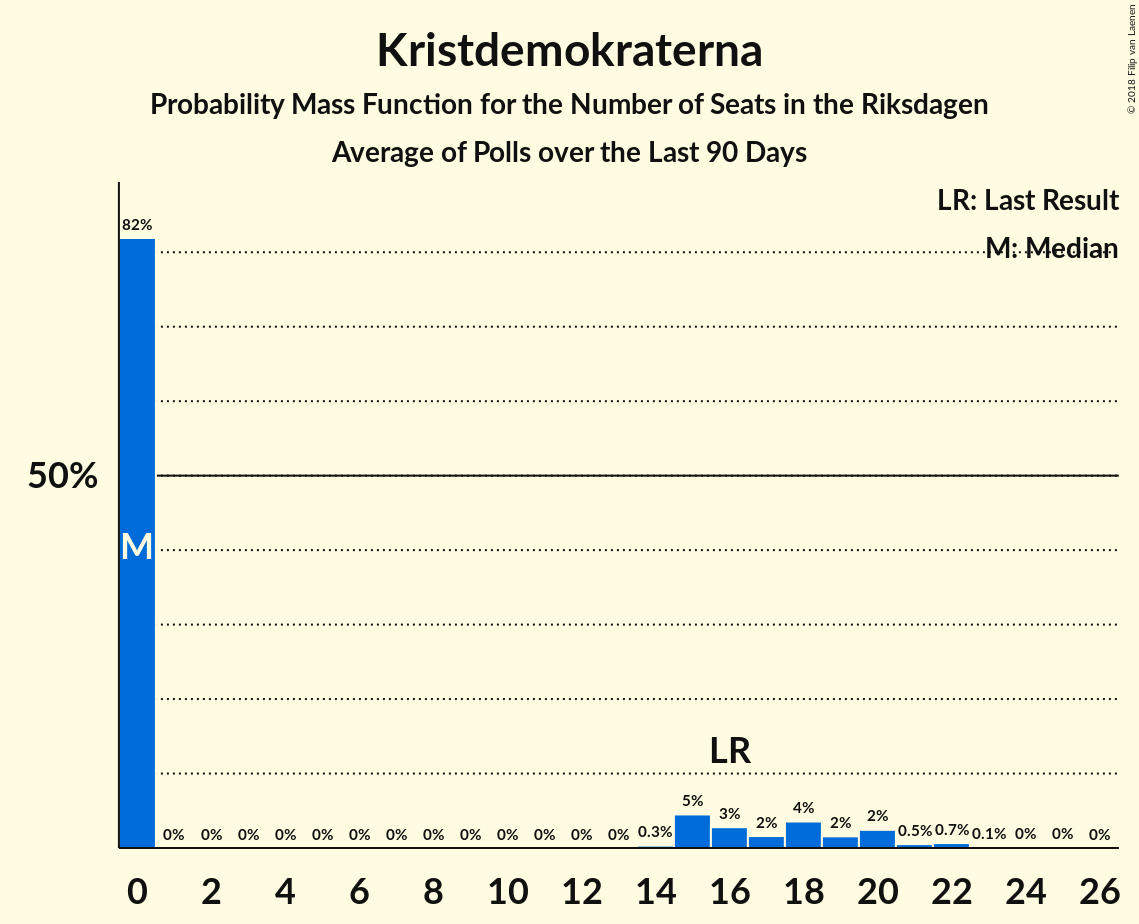 Kristdemokraterna
Probability Mass Function for the Number of Seats in the Riksdagen
Average of Polls over the Last 90 Days
© 2018 Filip van Laenen
LR: Last Result
M: Median
82%
50%
M
LR
0% 0% 0% 0% 0% 0% 0% 0% 0% 0% 0% 0% 0% 0.3% 5% 3% 2% 4% 2% 2% 0.5% 0.7% 0.1% 0% 0% 0%
0 2 4 6 8 10 12 14 16 18 20 22 24 26